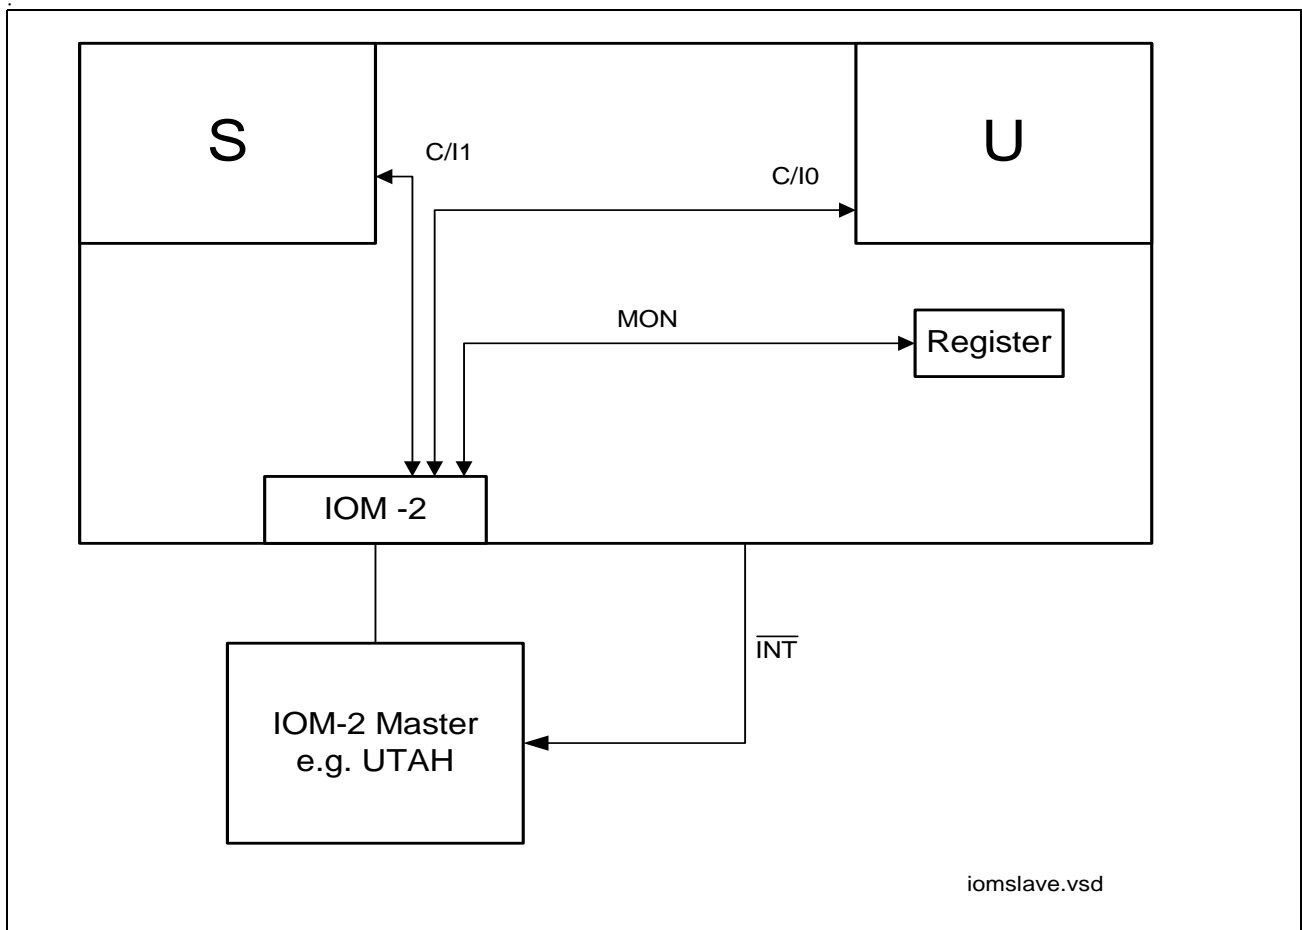 .
S
U
C/I1
C/I0
MON
Register
IOM -2
INT
IOM-2 Master
e.g. UTAH
iomslave.vsd